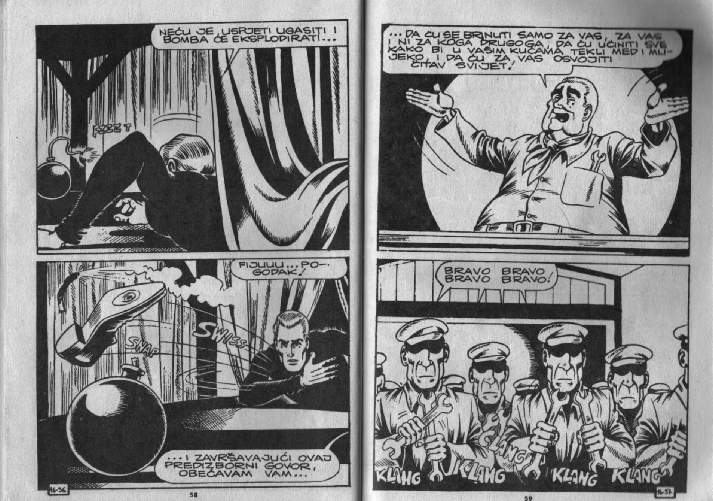 NEĆU JE USPJETI UGASITI I
BOMBA ĆE EKSPLODIRATI...
FIJUUU... PO-
GODAK!
SWISS
SWAP
... I ZAVRŠAVAJUĆI OVAJ
PREDIZBORNI GOVOR,
OBEĆAVAM VAM...
58
... DA ĆU SE BRINUTI SAMO ZA VAS, ZA VAS
I NI ZA KOGA DRUGOGA, DA ĆU UČINITI SVE
KAKO BI U VAŠIM KUĆAMA TEKLI MED I MLI-
JEKO, I DA ĆU ZA VAS OSVOJITI
ČITAV SVIJET!
BRAVO BRAVO
BRAVO BRAVO!
CLING
KLANG
KLANG
KLANG
KLANG
59